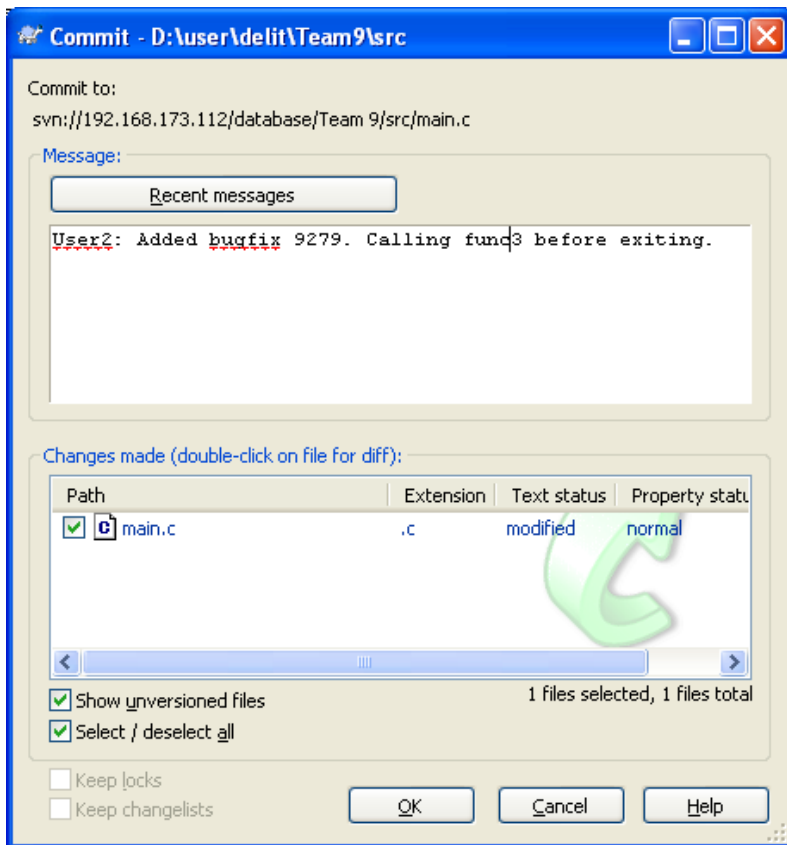 Commit - D:\user\delit\Team9\src
Commit to:
svn://192.168.173.112/database/Team 9/src/main.c
Message:
Recent messages
User2: Added bugfix 9279. Calling func3 before exiting.
Changes made (double-click on file for diff):
Path Extension Text status Property statu
main.c .c modified normal
Show unversioned files
1 files selected, 1 files total
Select / deselect all
Keep locks
Keep changelists
OK Cancel Help